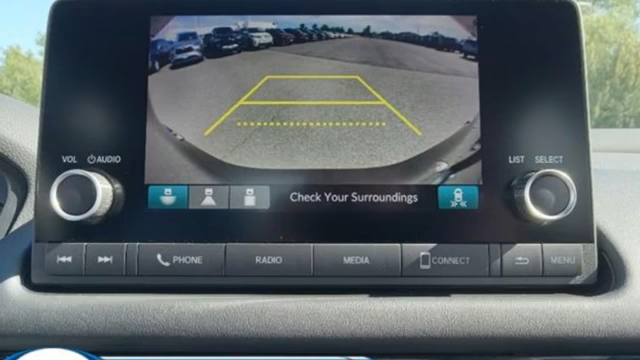 VOL AUDIO
LIST SELECT
Check Your Surroundings
PHONE RADIO MEDIA CONNECT MENU